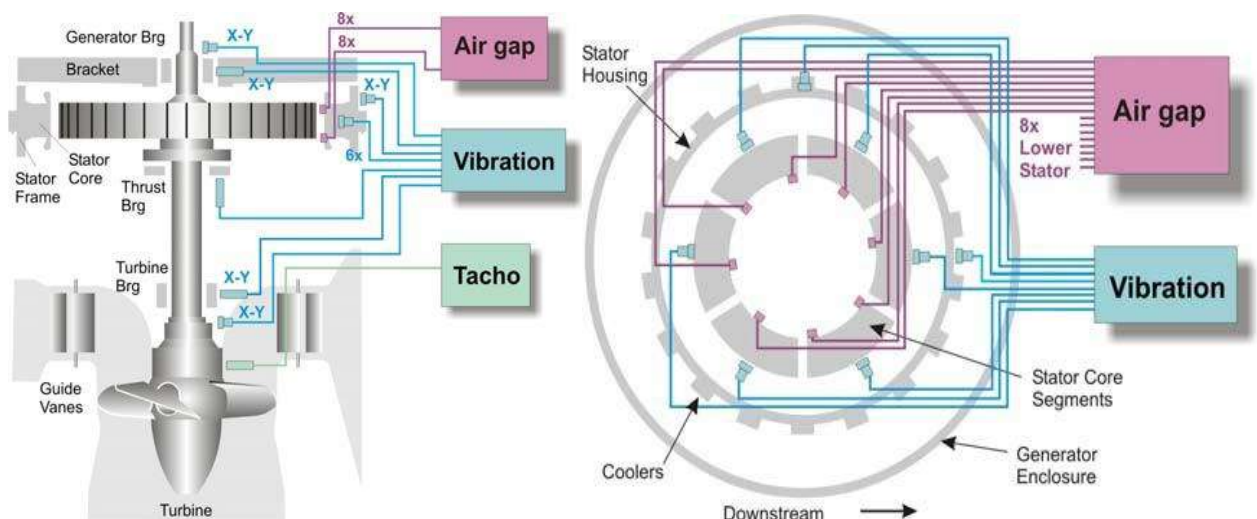 Generator Brg
X-Y
8x
8x
Air gap
Bracket
X-Y
X-Y
Vibration
6x
Stator
Core
Stator
Frame
Thrust
Brg
Turbine
Brg
X-Y
X-Y
Tacho
Guide
Vanes
Turbine
Stator
Housing
Air gap
8x
Lower
Stator
Vibration
Stator Core
Segments
Coolers
Generator
Enclosure
Downstream